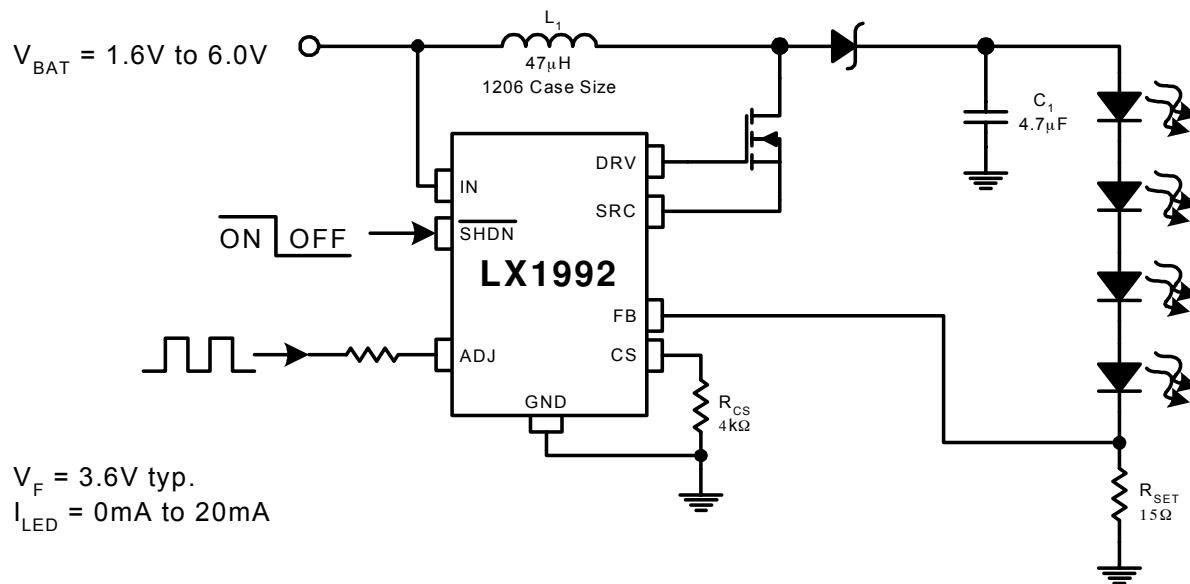 V_BAT = 1.6V to 6.0V
L_1
47µH
1206 Case Size
C_1
4.7µF
DRV
IN
SRC
ON OFF
SHDN
LX1992
FB
ADJ
CS
GND
R_CS
4kΩ
V_F = 3.6V typ.
I_LED = 0mA to 20mA
R_SET
15Ω